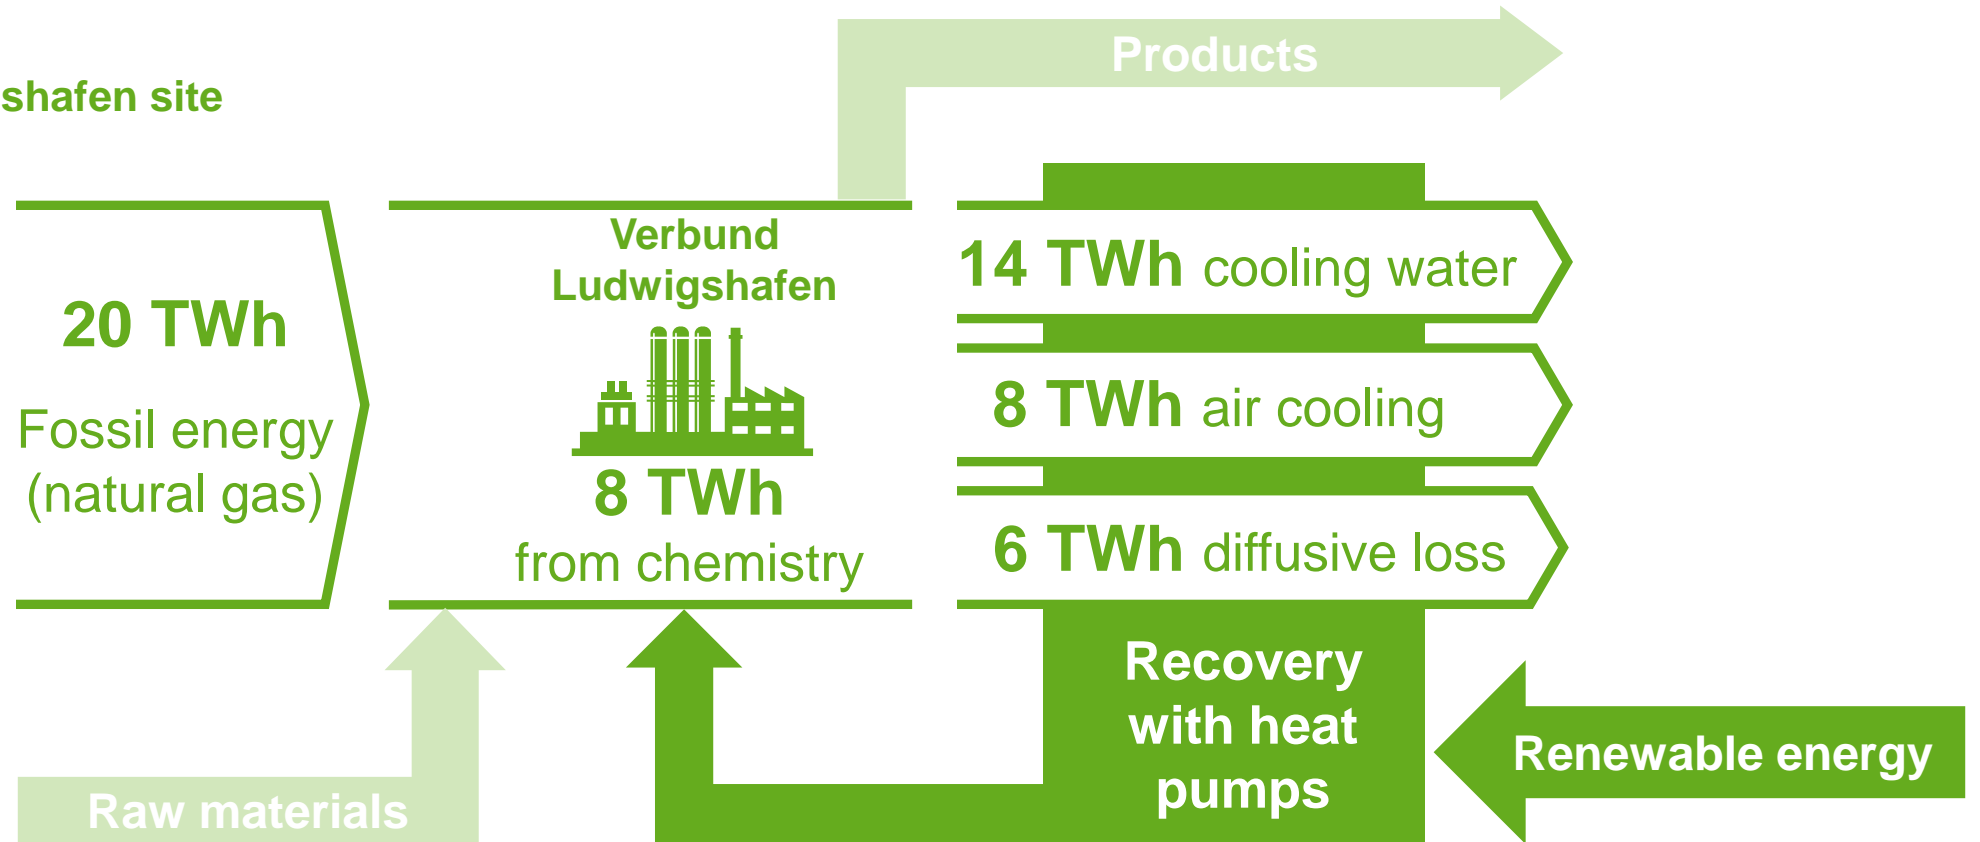 Products
shafen site
20 TWh
Fossil energy
(natural gas)
Verbund
Ludwigshafen
8 TWh
from chemistry
14 TWh cooling water
8 TWh air cooling
6 TWh diffusive loss
Recovery
with heat
pumps
Renewable energy
Raw materials